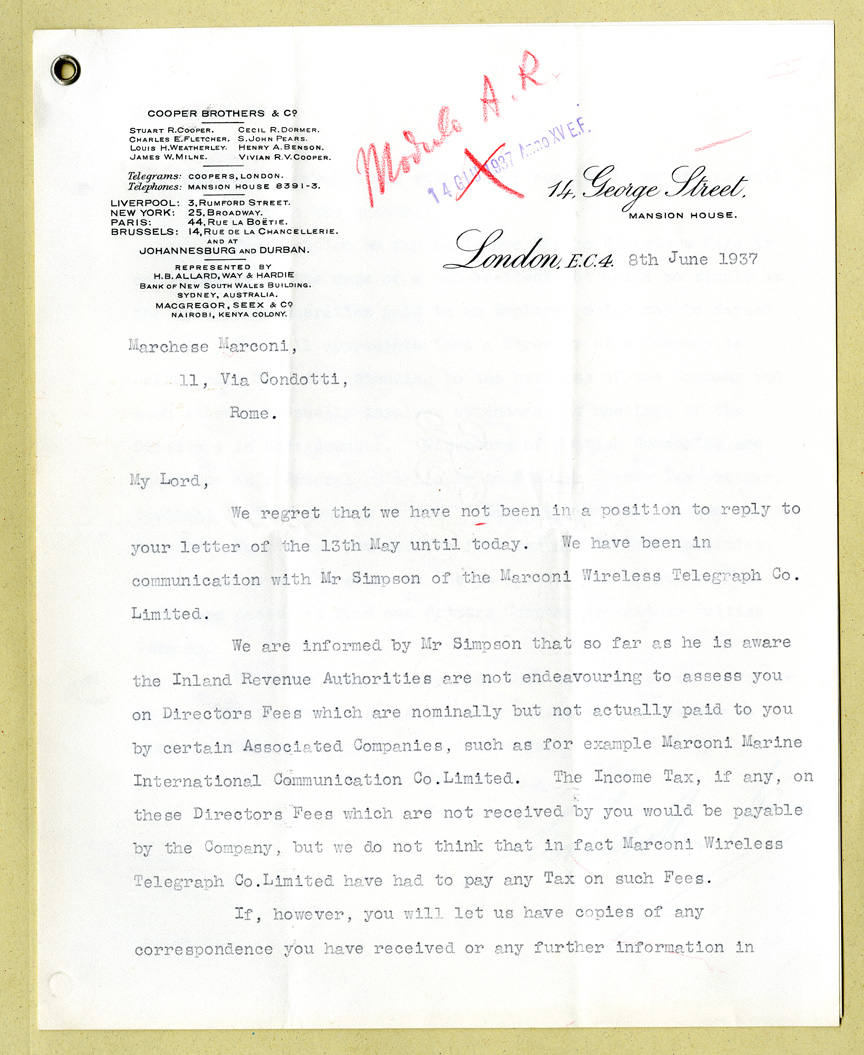 COOPER BROTHERS & Co
STUART R. COOPER. CECIL R. DORMER.
CHARLES E. FLETCHER. S. JOHN PEARS.
LOUIS H. WEATHERLEY. HENRY A. BENSON.
JAMES W. MILNE. VIVIAN R. V. COOPER.
Telegrams: COOPERS, LONDON.
Telephones: MANSION HOUSE 8391-3.
LIVERPOOL: 3, RUMFORD STREET.
NEW YORK: 25, BROADWAY.
PARIS: 44, RUE LA BOËTIE.
BRUSSELS: 14, RUE DE LA CHANCELLERIE.
AND AT
JOHANNESBURG AND DURBAN.
REPRESENTED BY
H. B. ALLARD, WAY & HARDIE
BANK OF NEW SOUTH WALES BUILDING.
SYDNEY, AUSTRALIA.
MACGREGOR, SEEX & Co
NAIROBI, KENYA COLONY.
Modulo A.R.
14 GIU 1937 Anno XV E.F.
14, George Street,
MANSION HOUSE.
London, E.C.4. 8th June 1937
Marchese Marconi,
11, Via Condotti,
Rome.
My Lord,
We regret that we have not been in a position to reply to
your letter of the 13th May until today. We have been in
communication with Mr Simpson of the Marconi Wireless Telegraph Co.
Limited.
We are informed by Mr Simpson that so far as he is aware
the Inland Revenue Authorities are not endeavouring to assess you
on Directors Fees which are nominally but not actually paid to you
by certain Associated Companies, such as for example Marconi Marine
International Communication Co.Limited. The Income Tax, if any, on
these Directors Fees which are not received by you would be payable
by the Company, but we do not think that in fact Marconi Wireless
Telegraph Co.Limited have had to pay any Tax on such Fees.
If, however, you will let us have copies of any
correspondence you have received or any further information in